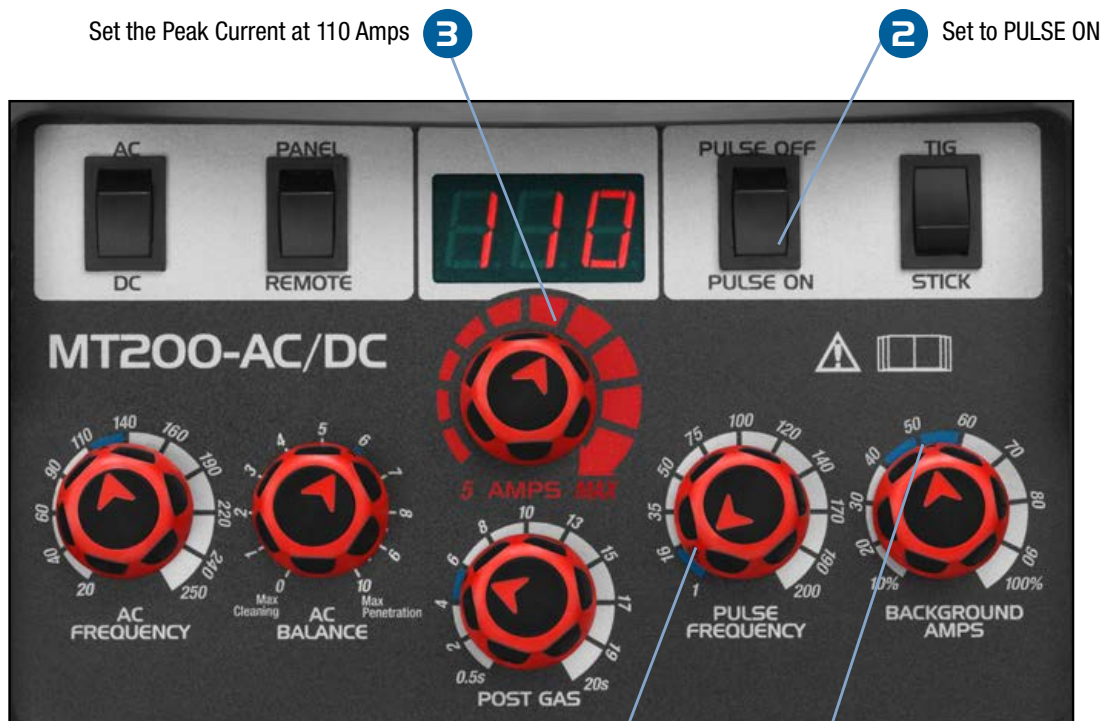 Set the Peak Current at 110 Amps
3
2
Set to PULSE ON
AC
DC
PANEL
REMOTE
110
PULSE OFF
PULSE ON
TIG
STICK
MT200-AC/DC
5 AMPS MAX
20
40
60
90
110
140
160
190
220
240
250
AC
FREQUENCY
0
1
2
3
4
5
6
7
8
9
10
Max
Cleaning
Max
Penetration
AC
BALANCE
0.5s
2
4
6
8
10
13
15
17
19
20s
POST GAS
1
16
35
50
75
100
120
140
170
190
200
PULSE
FREQUENCY
10%
20
30
40
50
60
70
80
90
100%
BACKGROUND
AMPS